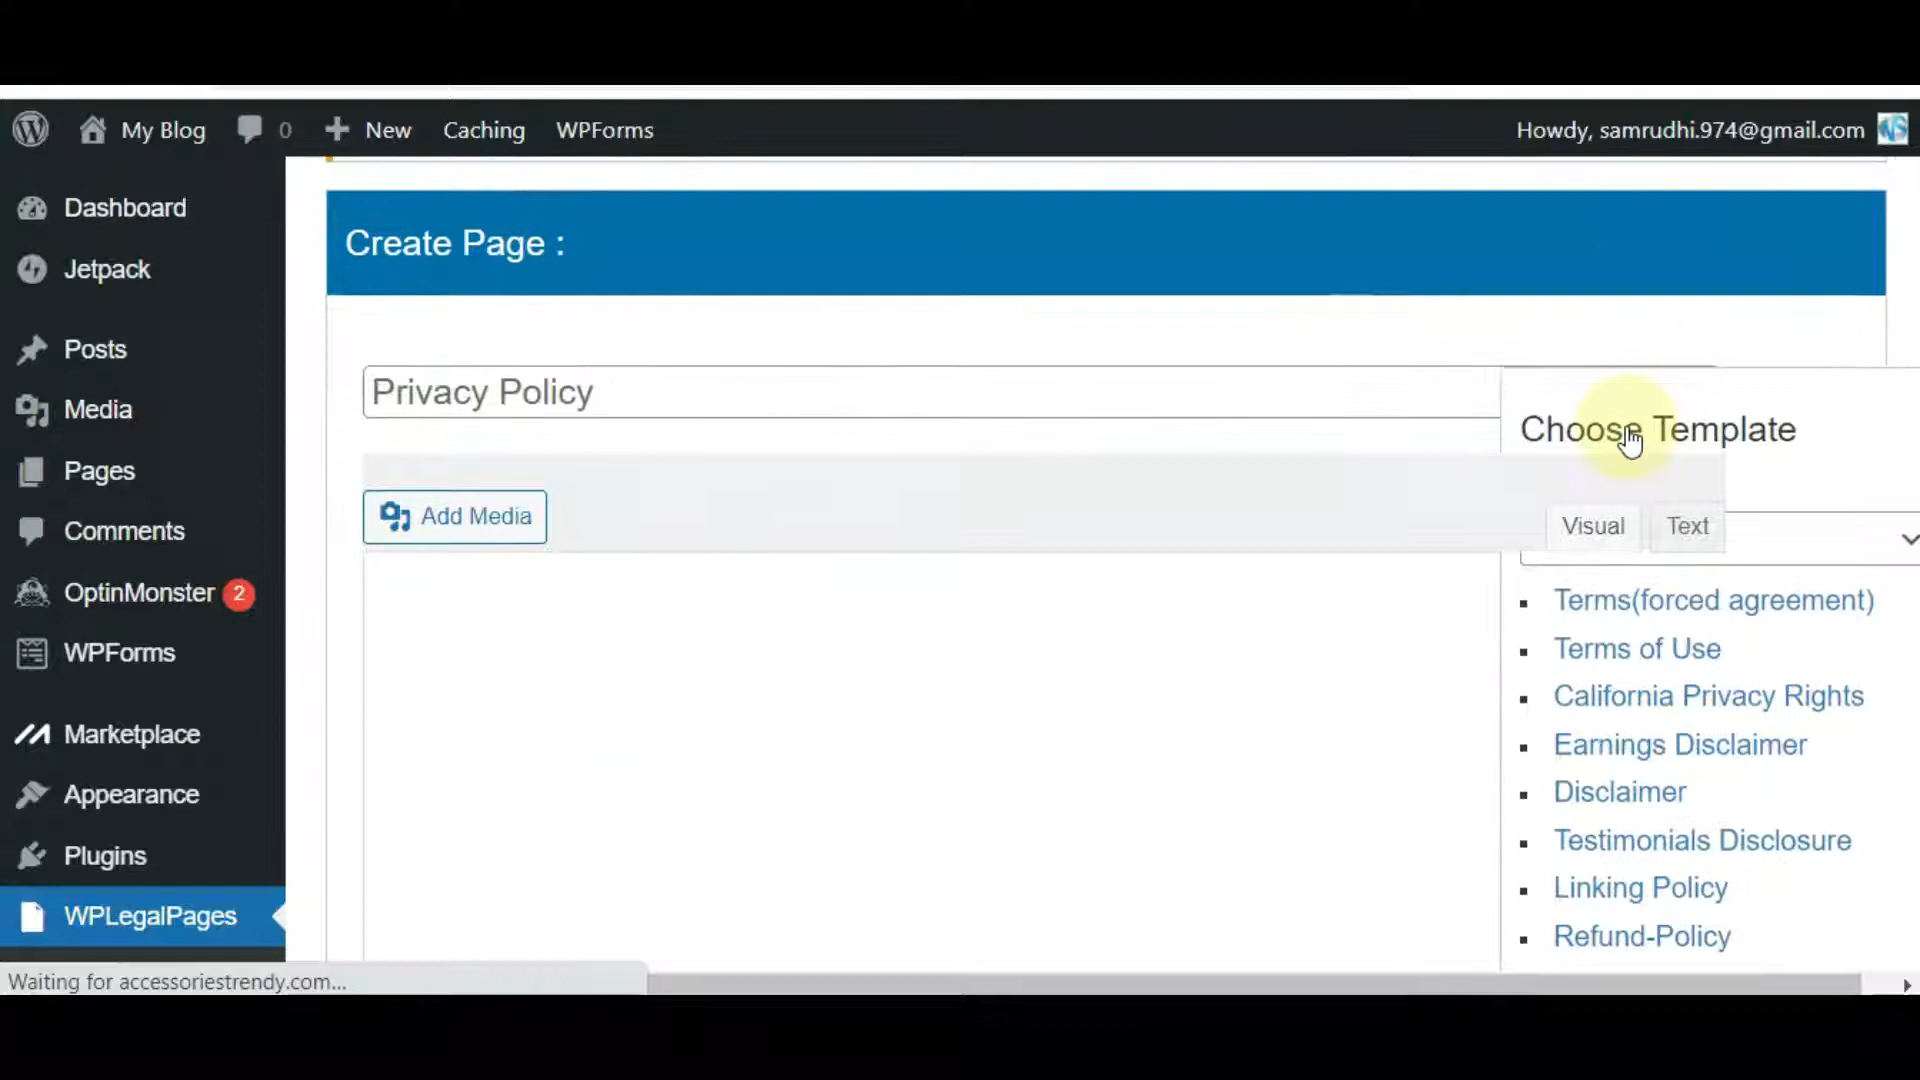 My Blog 0 New Caching WPForms Howdy, samrudhi.974@gmail.com
Dashboard
Jetpack
Posts
Media
Pages
Comments
OptinMonster 2
WPForms
Marketplace
Appearance
Plugins
WPLegalPages
Create Page :
Privacy Policy
Add Media
Visual Text
Choose Template
Terms(forced agreement)
Terms of Use
California Privacy Rights
Earnings Disclaimer
Disclaimer
Testimonials Disclosure
Linking Policy
Refund-Policy
Waiting for accessoriestrendy.com...